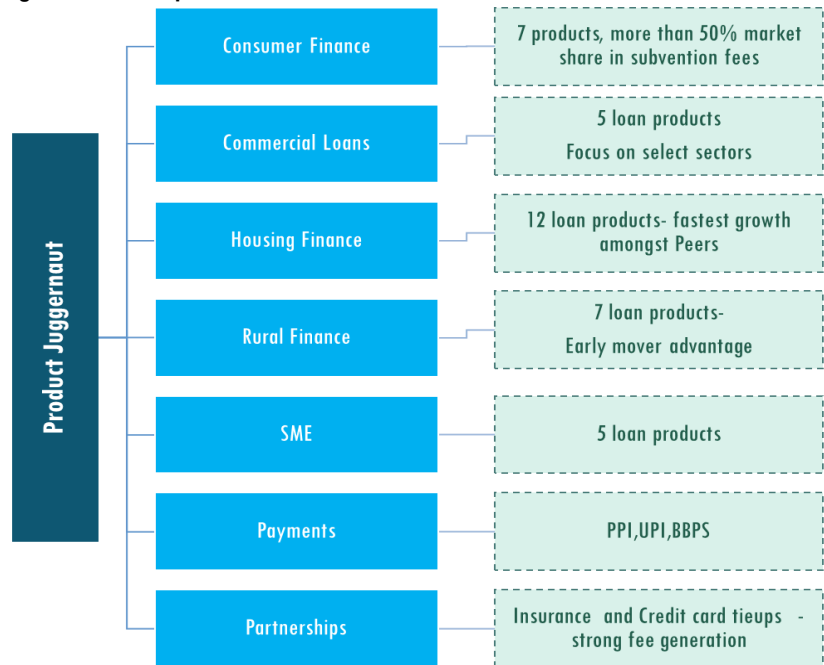 Product Juggernaut
Consumer Finance
7 products, more than 50% market
share in subvention fees
Commercial Loans
5 loan products
Focus on select sectors
Housing Finance
12 loan products- fastest growth
amongst Peers
Rural Finance
7 loan products-
Early mover advantage
SME
5 loan products
Payments
PPI,UPI,BBPS
Partnerships
Insurance and Credit card tieups -
strong fee generation